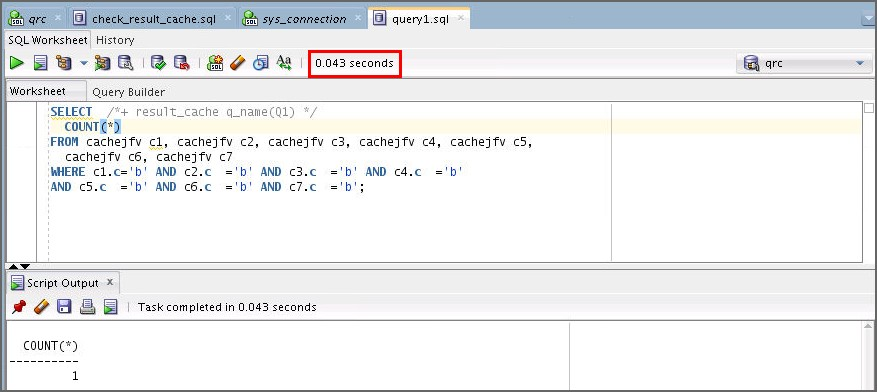 qrc check_result_cache.sql sys_connection query1.sql
SQL Worksheet History
0.043 seconds qrc
Worksheet Query Builder
SELECT /*+ result_cache q_name(Q1) */
COUNT(*)
FROM cachejfv c1, cachejfv c2, cachejfv c3, cachejfv c4, cachejfv c5,
cachejfv c6, cachejfv c7
WHERE c1.c='b' AND c2.c ='b' AND c3.c ='b' AND c4.c ='b'
AND c5.c ='b' AND c6.c ='b' AND c7.c ='b';
Script Output
Task completed in 0.043 seconds
COUNT(*)
----------
1